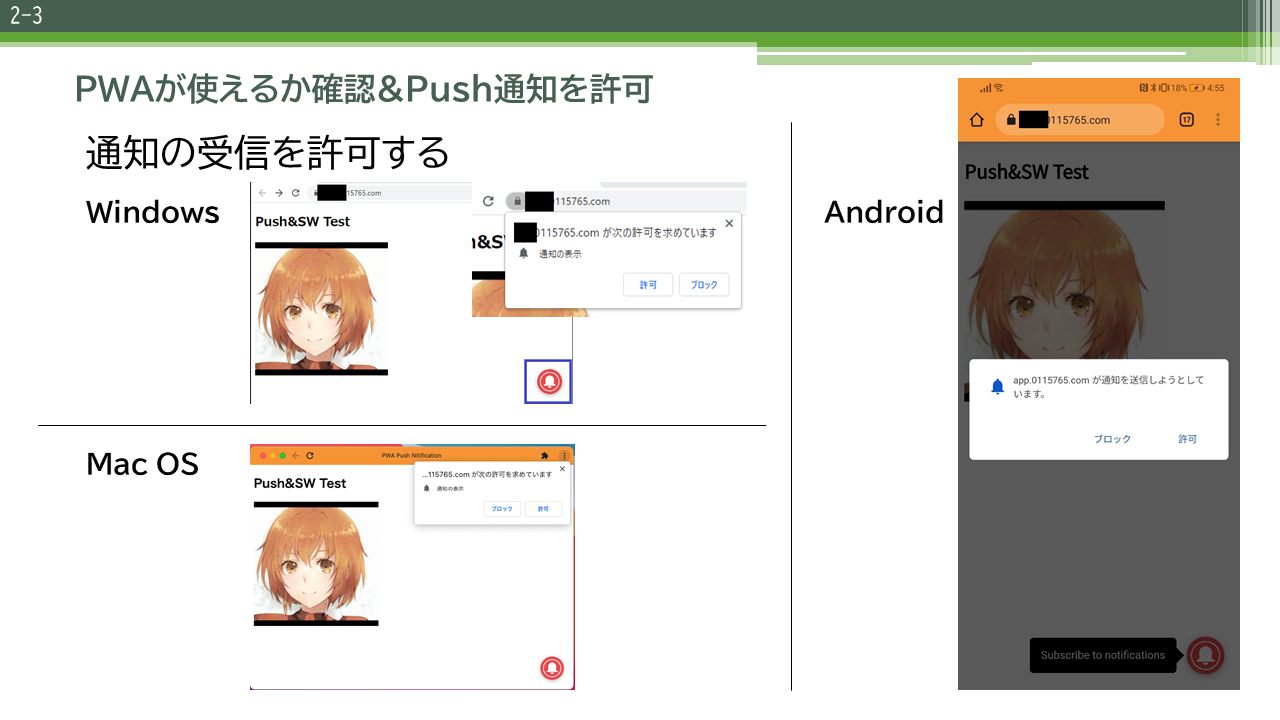 2-3
PWAが使えるか確認&Push通知を許可
通知の受信を許可する
Windows
15765.com
Push&SW Test
0115765.com
&S
0115765.com が次の許可を求めています
通知の表示
許可
ブロック
Mac OS
PWA Push Nitification
Push&SW Test
...115765.com が次の許可を求めています
通知の表示
ブロック
許可
Android
18%
4:55
0115765.com
17
Push&SW Test
app.0115765.com が通知を送信しようとして
います。
ブロック
許可
Subscribe to notifications